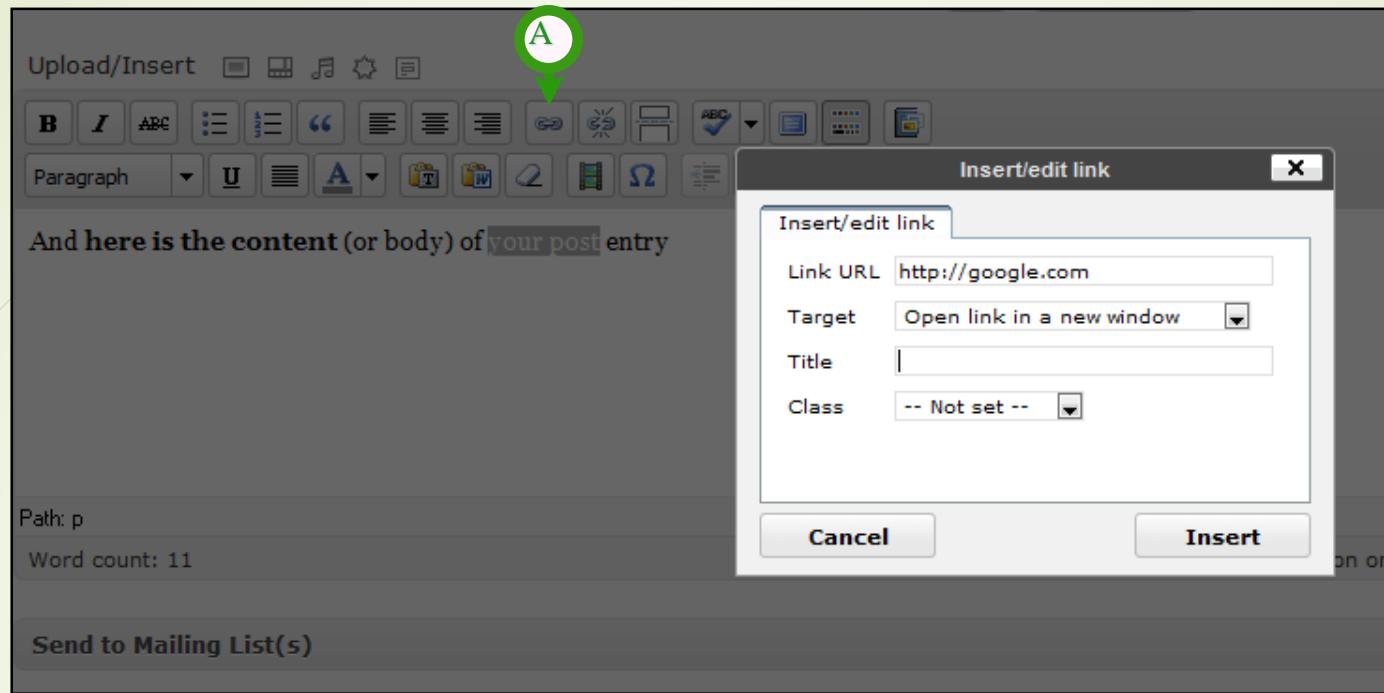 A
Upload/Insert
B I ABC ABC
Paragraph U A T W Ω
Insert/edit link X
Insert/edit link
And here is the content (or body) of your post entry
Link URL http://google.com
Target Open link in a new window
Title
Class -- Not set --
Path: p
Cancel Insert
Word count: 11
on or
Send to Mailing List(s)